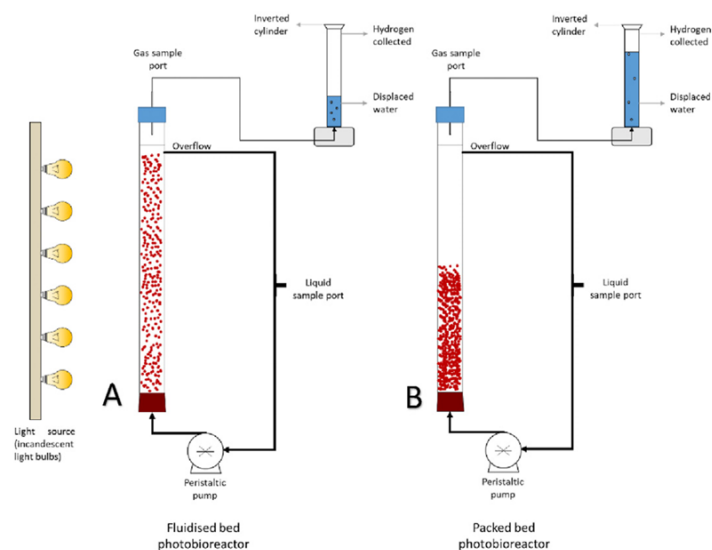 Inverted
cylinder
Hydrogen
collected
Gas sample
port
Displaced
water
Overflow
Liquid
sample port
A
Light source
(incandescent
light bulbs)
Peristaltic
pump
Fluidised bed
photobioreactor
Inverted
cylinder
Hydrogen
collected
Gas sample
port
Displaced
water
Overflow
Liquid
sample port
B
Peristaltic
pump
Packed bed
photobioreactor